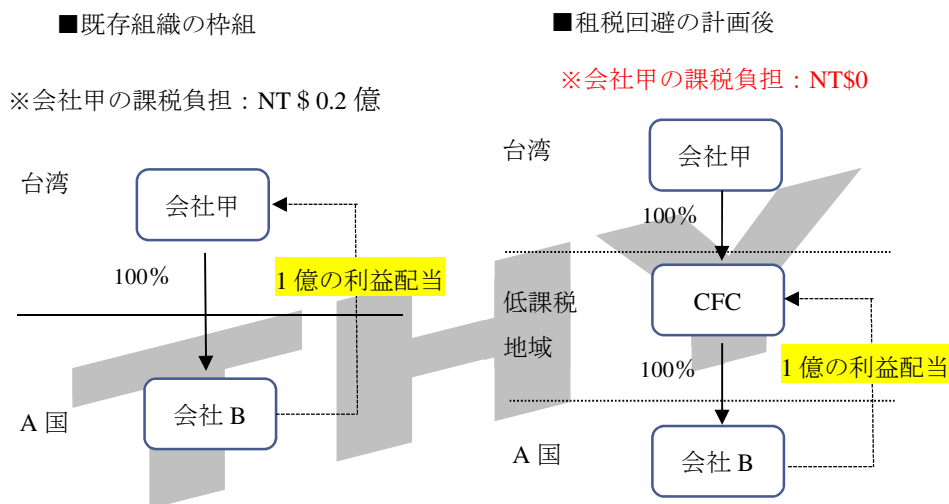 ■既存組織の枠組
※会社甲の課税負担：NT＄0.2 億
台湾
会社甲
100%
1 億の利益配当
A 国
会社 B
■租税回避の計画後
※会社甲の課税負担：NT$0
台湾
会社甲
100%
低課税
地域
CFC
100%
1 億の利益配当
A 国
会社 B
THY